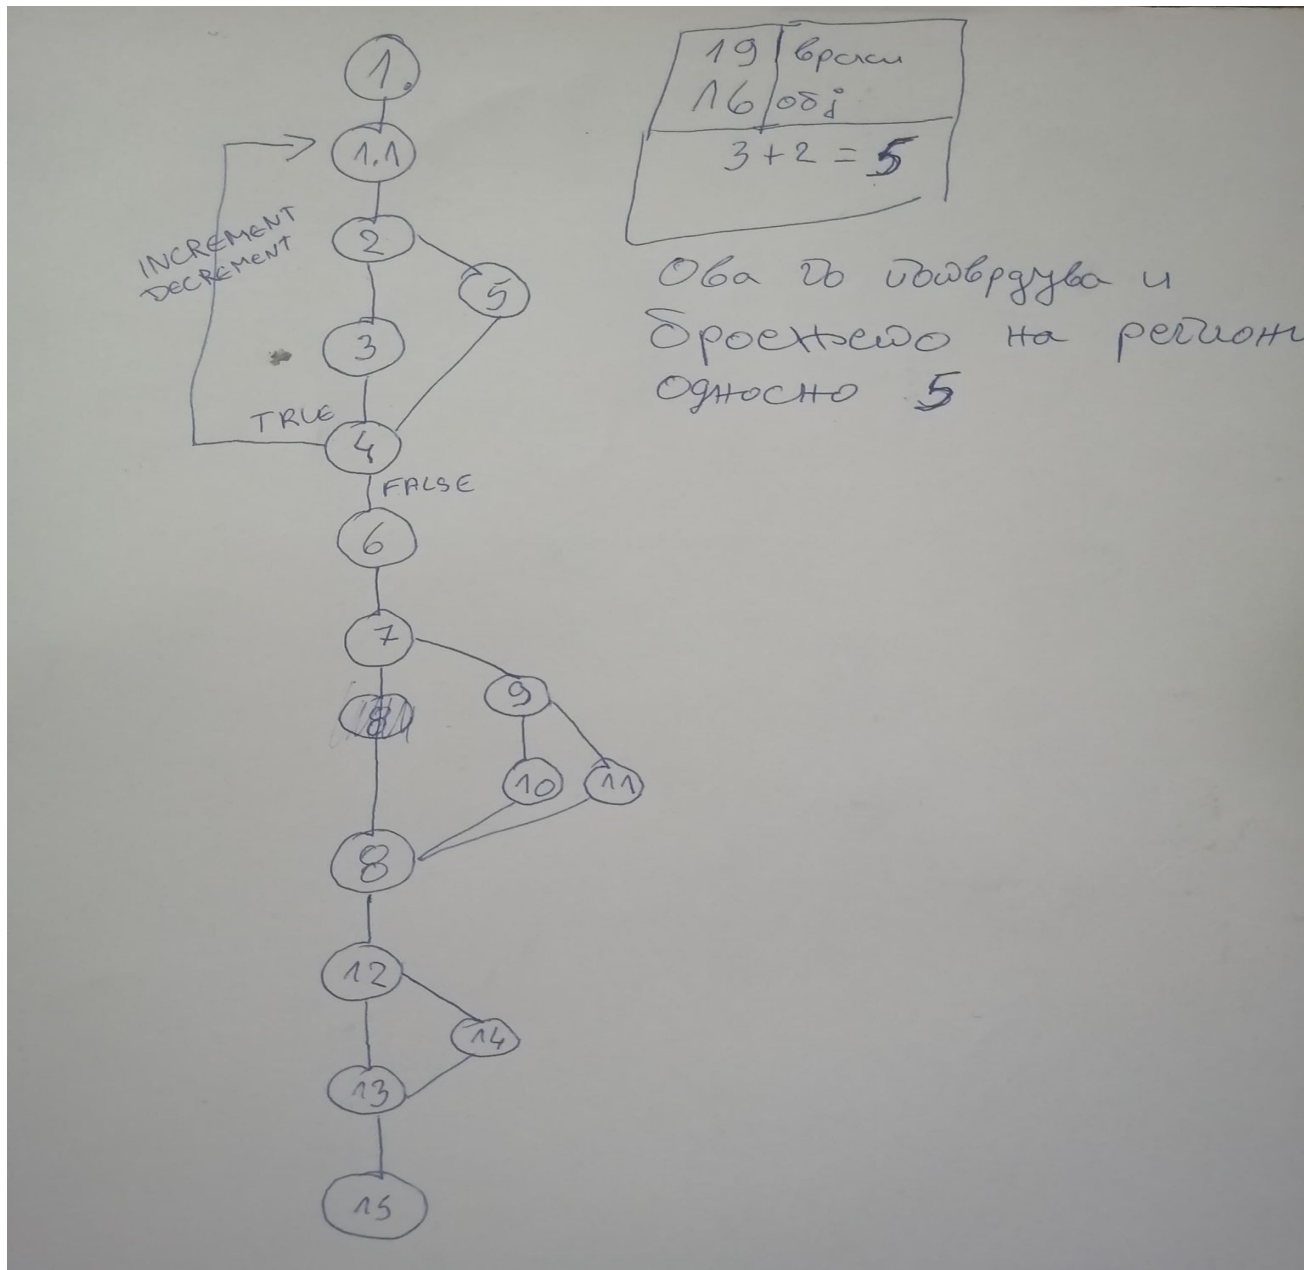 1.
1.1
2
5
3
INCREMENT
DECREMENT
TRUE
4
FALSE
6
7
9
8
10
11
8
12
14
13
15
19 врски
16 обј
3+2=5
Ова го потврдува и
броењето на региони
односно 5